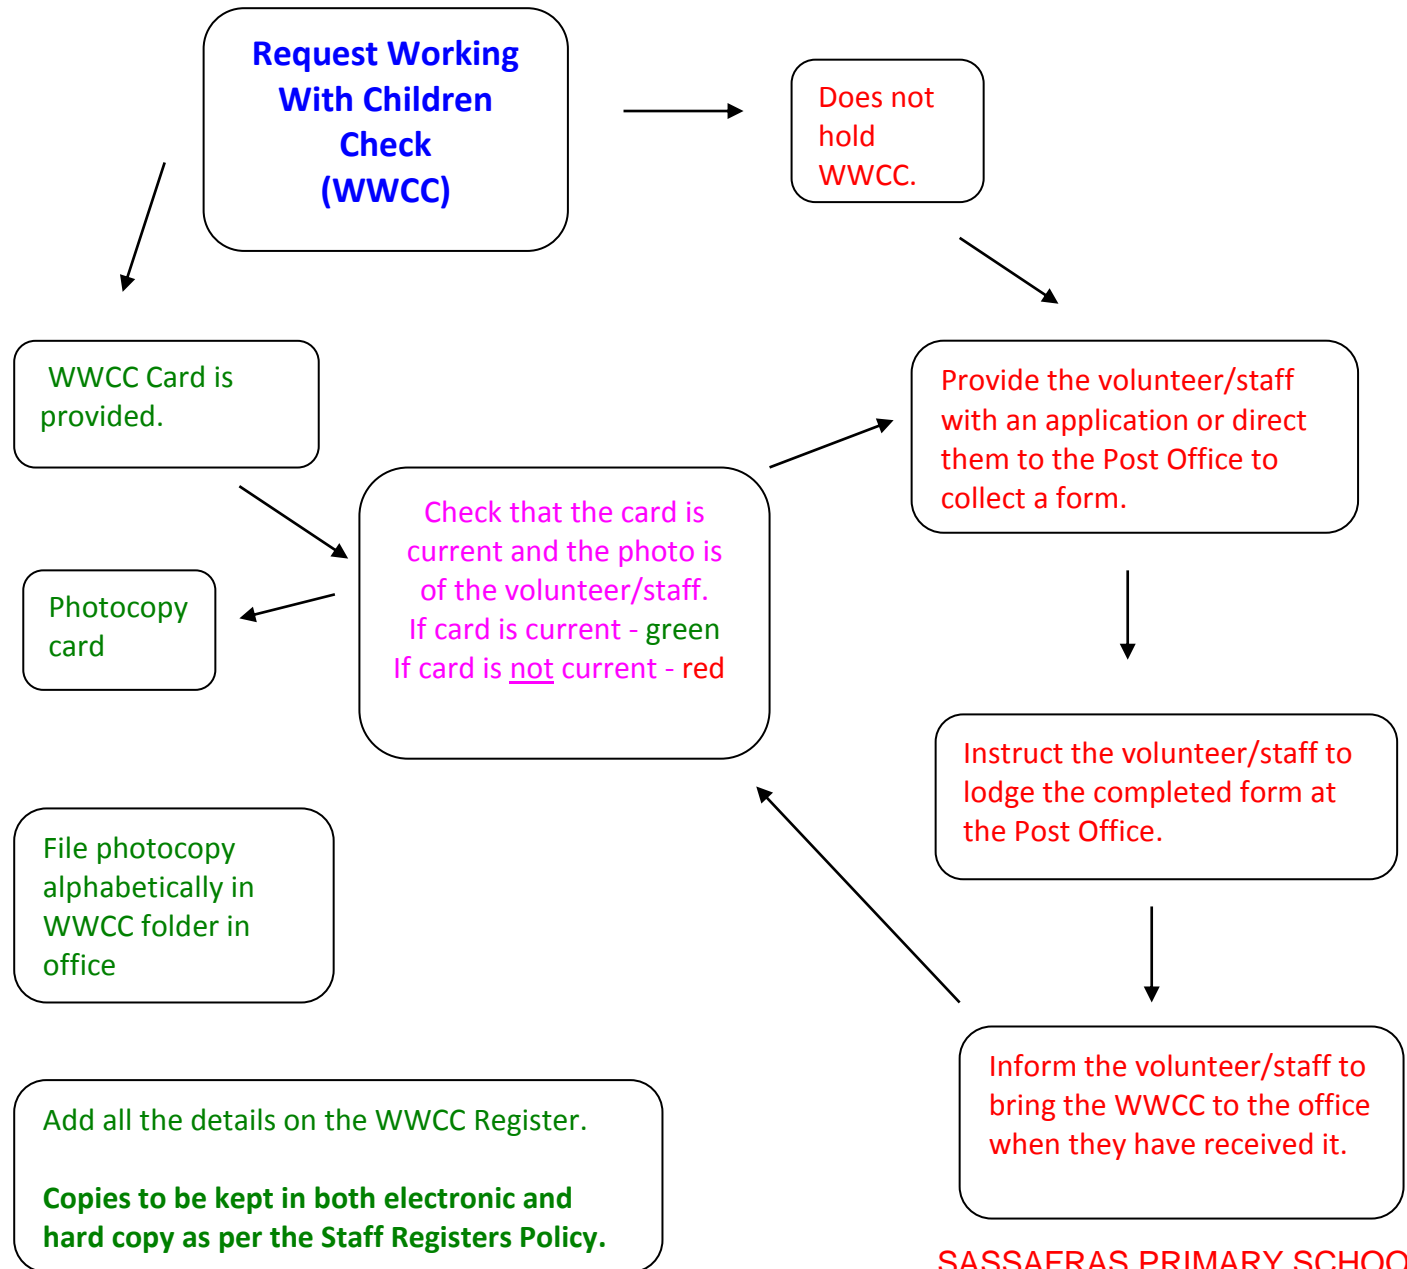 Request Working
With Children
Check
(WWCC)
Does not
hold
WWCC.
WWCC Card is
provided.
Provide the volunteer/staff
with an application or direct
them to the Post Office to
collect a form.
Check that the card is
current and the photo is
of the volunteer/staff.
If card is current - green
If card is not current - red
Photocopy
card
Instruct the volunteer/staff to
lodge the completed form at
the Post Office.
File photocopy
alphabetically in
WWCC folder in
office
Inform the volunteer/staff to
bring the WWCC to the office
when they have received it.
Add all the details on the WWCC Register.
Copies to be kept in both electronic and
hard copy as per the Staff Registers Policy.
SASSAFRAS PRIMARY SCHOO